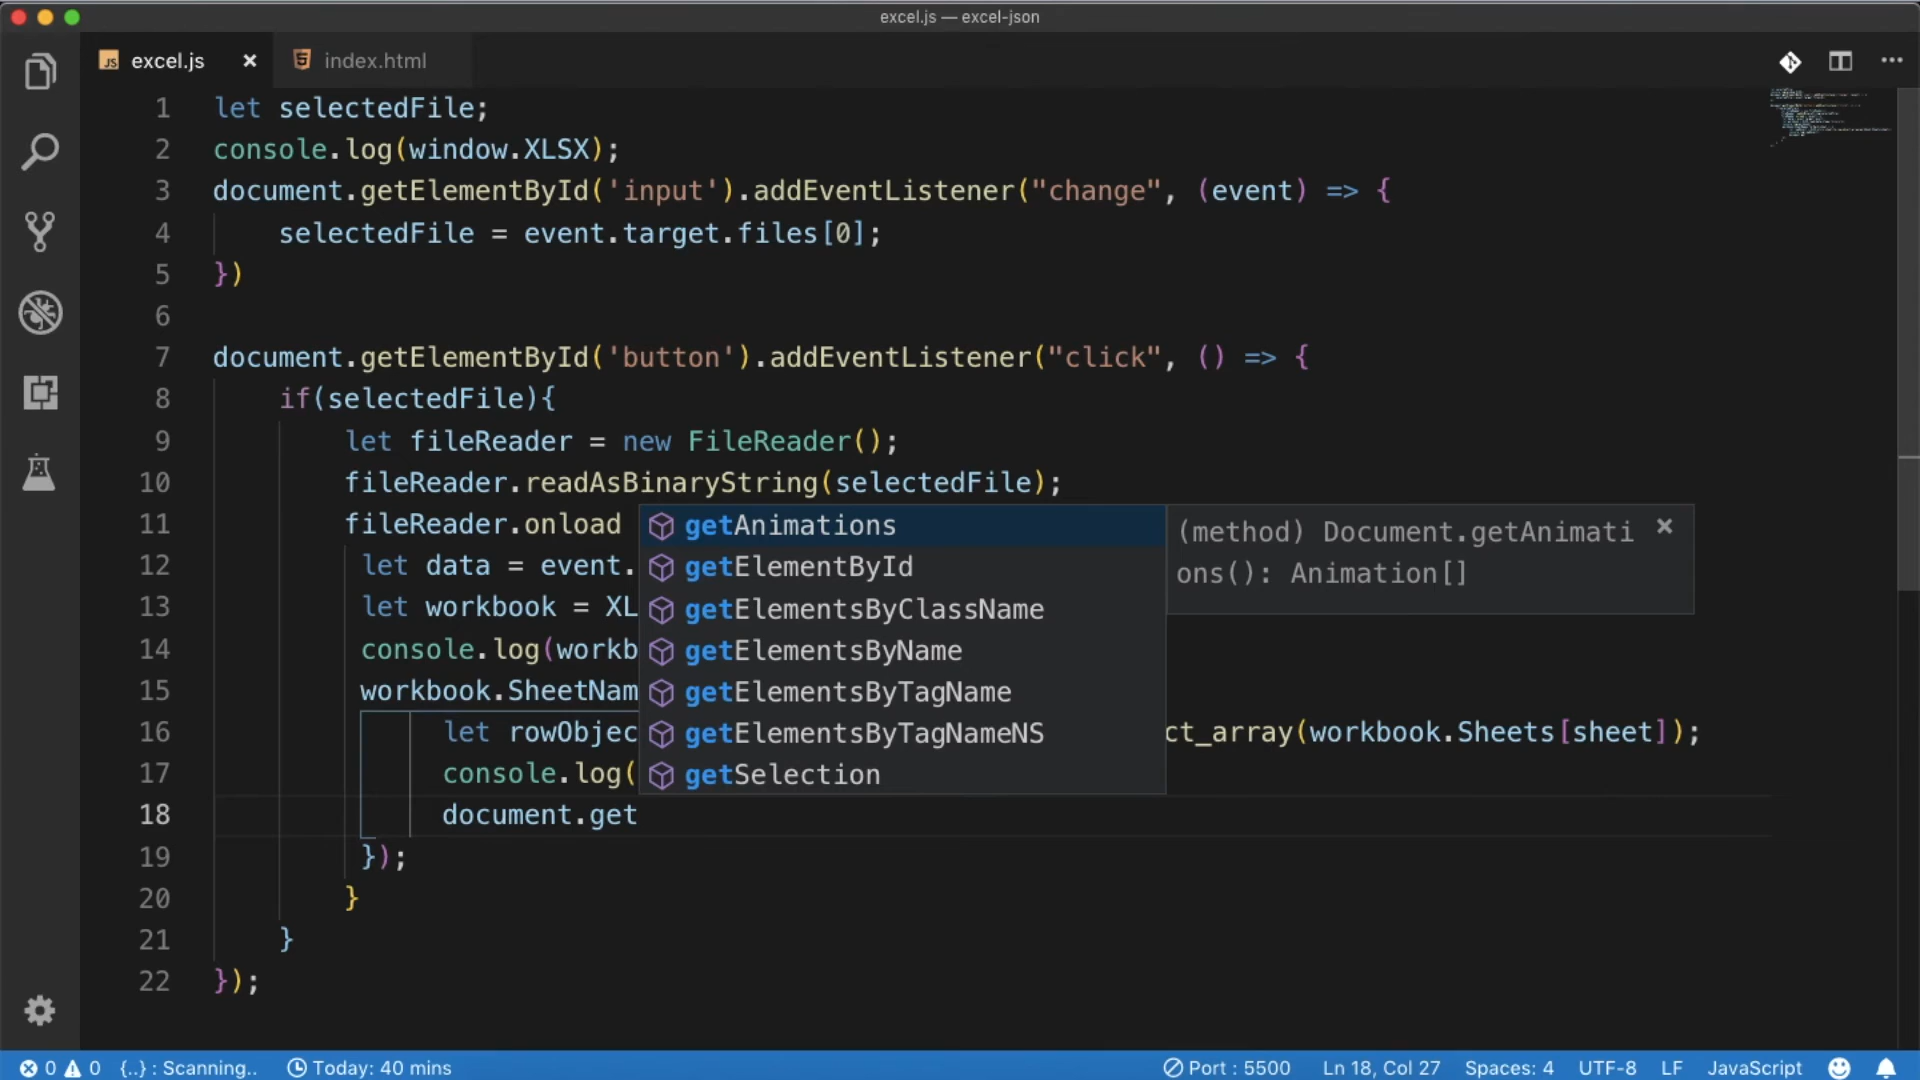 excel.js — excel-json
JS excel.js × index.html
1 let selectedFile;
2 console.log(window.XLSX);
3 document.getElementById('input').addEventListener("change", (event) => {
4 selectedFile = event.target.files[0];
5 })
6
7 document.getElementById('button').addEventListener("click", () => {
8 if(selectedFile){
9 let fileReader = new FileReader();
10 fileReader.readAsBinaryString(selectedFile);
11 fileReader.onload
12 let data = event.
13 let workbook = XL
14 console.log(workb
15 workbook.SheetNam
16 let rowObjec ct_array(workbook.Sheets[sheet]);
17 console.log(
18 document.get
19 });
20 }
21 }
22 });
getAnimations
getElementById
getElementsByClassName
getElementsByName
getElementsByTagName
getElementsByTagNameNS
getSelection
(method) Document.getAnimati
ons(): Animation[]
0 0 {..} : Scanning.. Today: 40 mins Port : 5500 Ln 18, Col 27 Spaces: 4 UTF-8 LF JavaScript